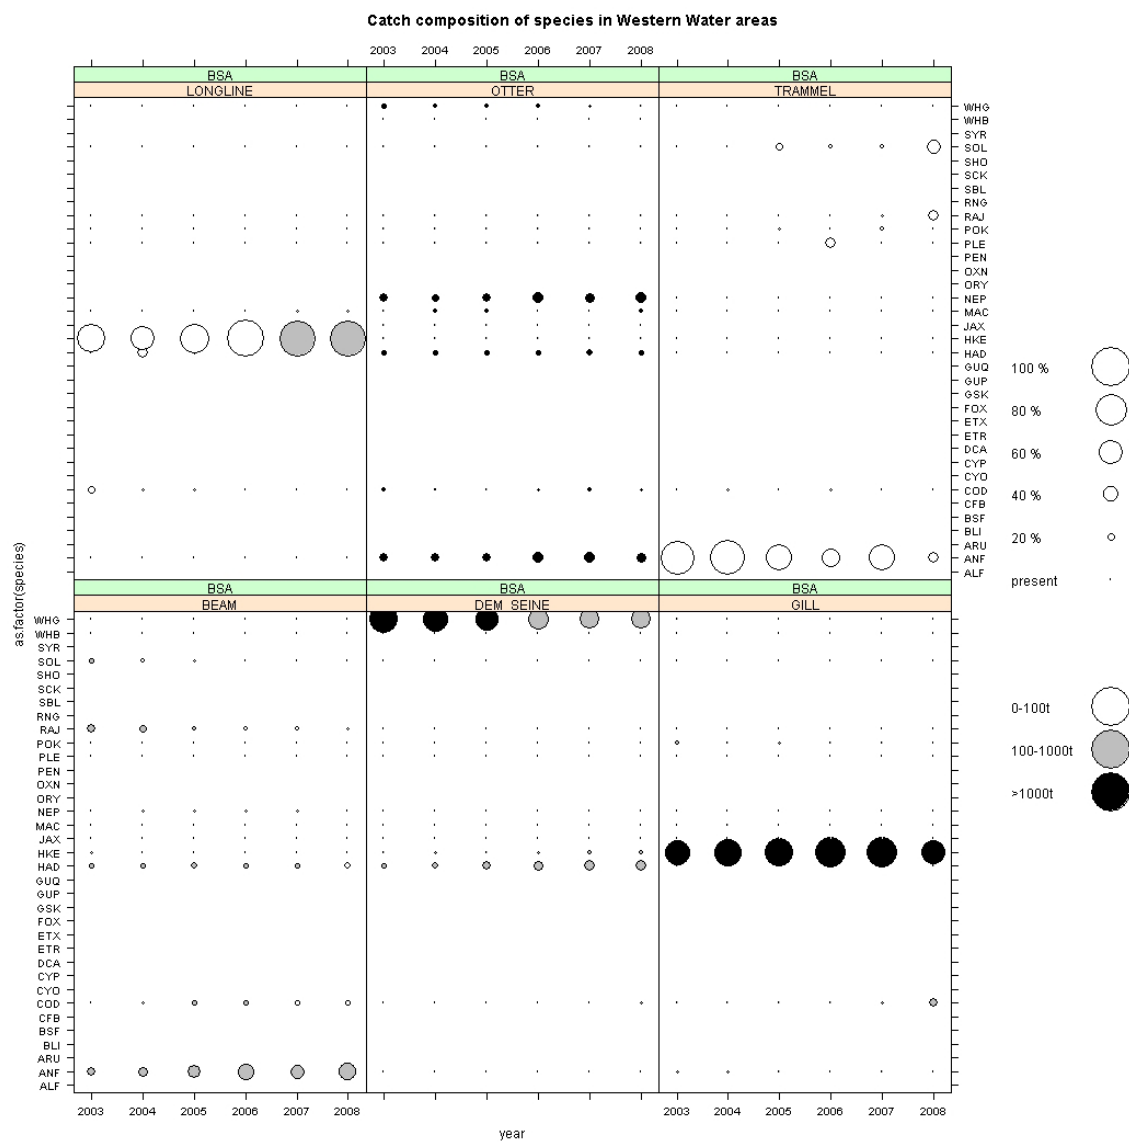 Catch composition of species in Western Water areas
2003 2004 2005 2006 2007 2008
BSA BSA BSA
LONGLINE OTTER TRAMMEL
WHG
WHB
SYR
SOL
SHO
SCK
SBL
RNG
RAJ
POK
PLE
PEN
OXN
ORY
NEP
MAC
JAX
HKE
HAD
GUQ
GUP
GSK
FOX
ETX
ETR
DCA
CYP
CYO
COD
CFB
BSF
BLI
ARU
ANF
ALF
100 %
80 %
60 %
40 %
20 %
present
as.factor(species)
BSA BSA BSA
BEAM DEM_SEINE GILL
WHG
WHB
SYR
SOL
SHO
SCK
SBL
RNG
RAJ
POK
PLE
PEN
OXN
ORY
NEP
MAC
JAX
HKE
HAD
GUQ
GUP
GSK
FOX
ETX
ETR
DCA
CYP
CYO
COD
CFB
BSF
BLI
ARU
ANF
ALF
0-100t
100-1000t
>1000t
2003 2004 2005 2006 2007 2008 2003 2004 2005 2006 2007 2008
year